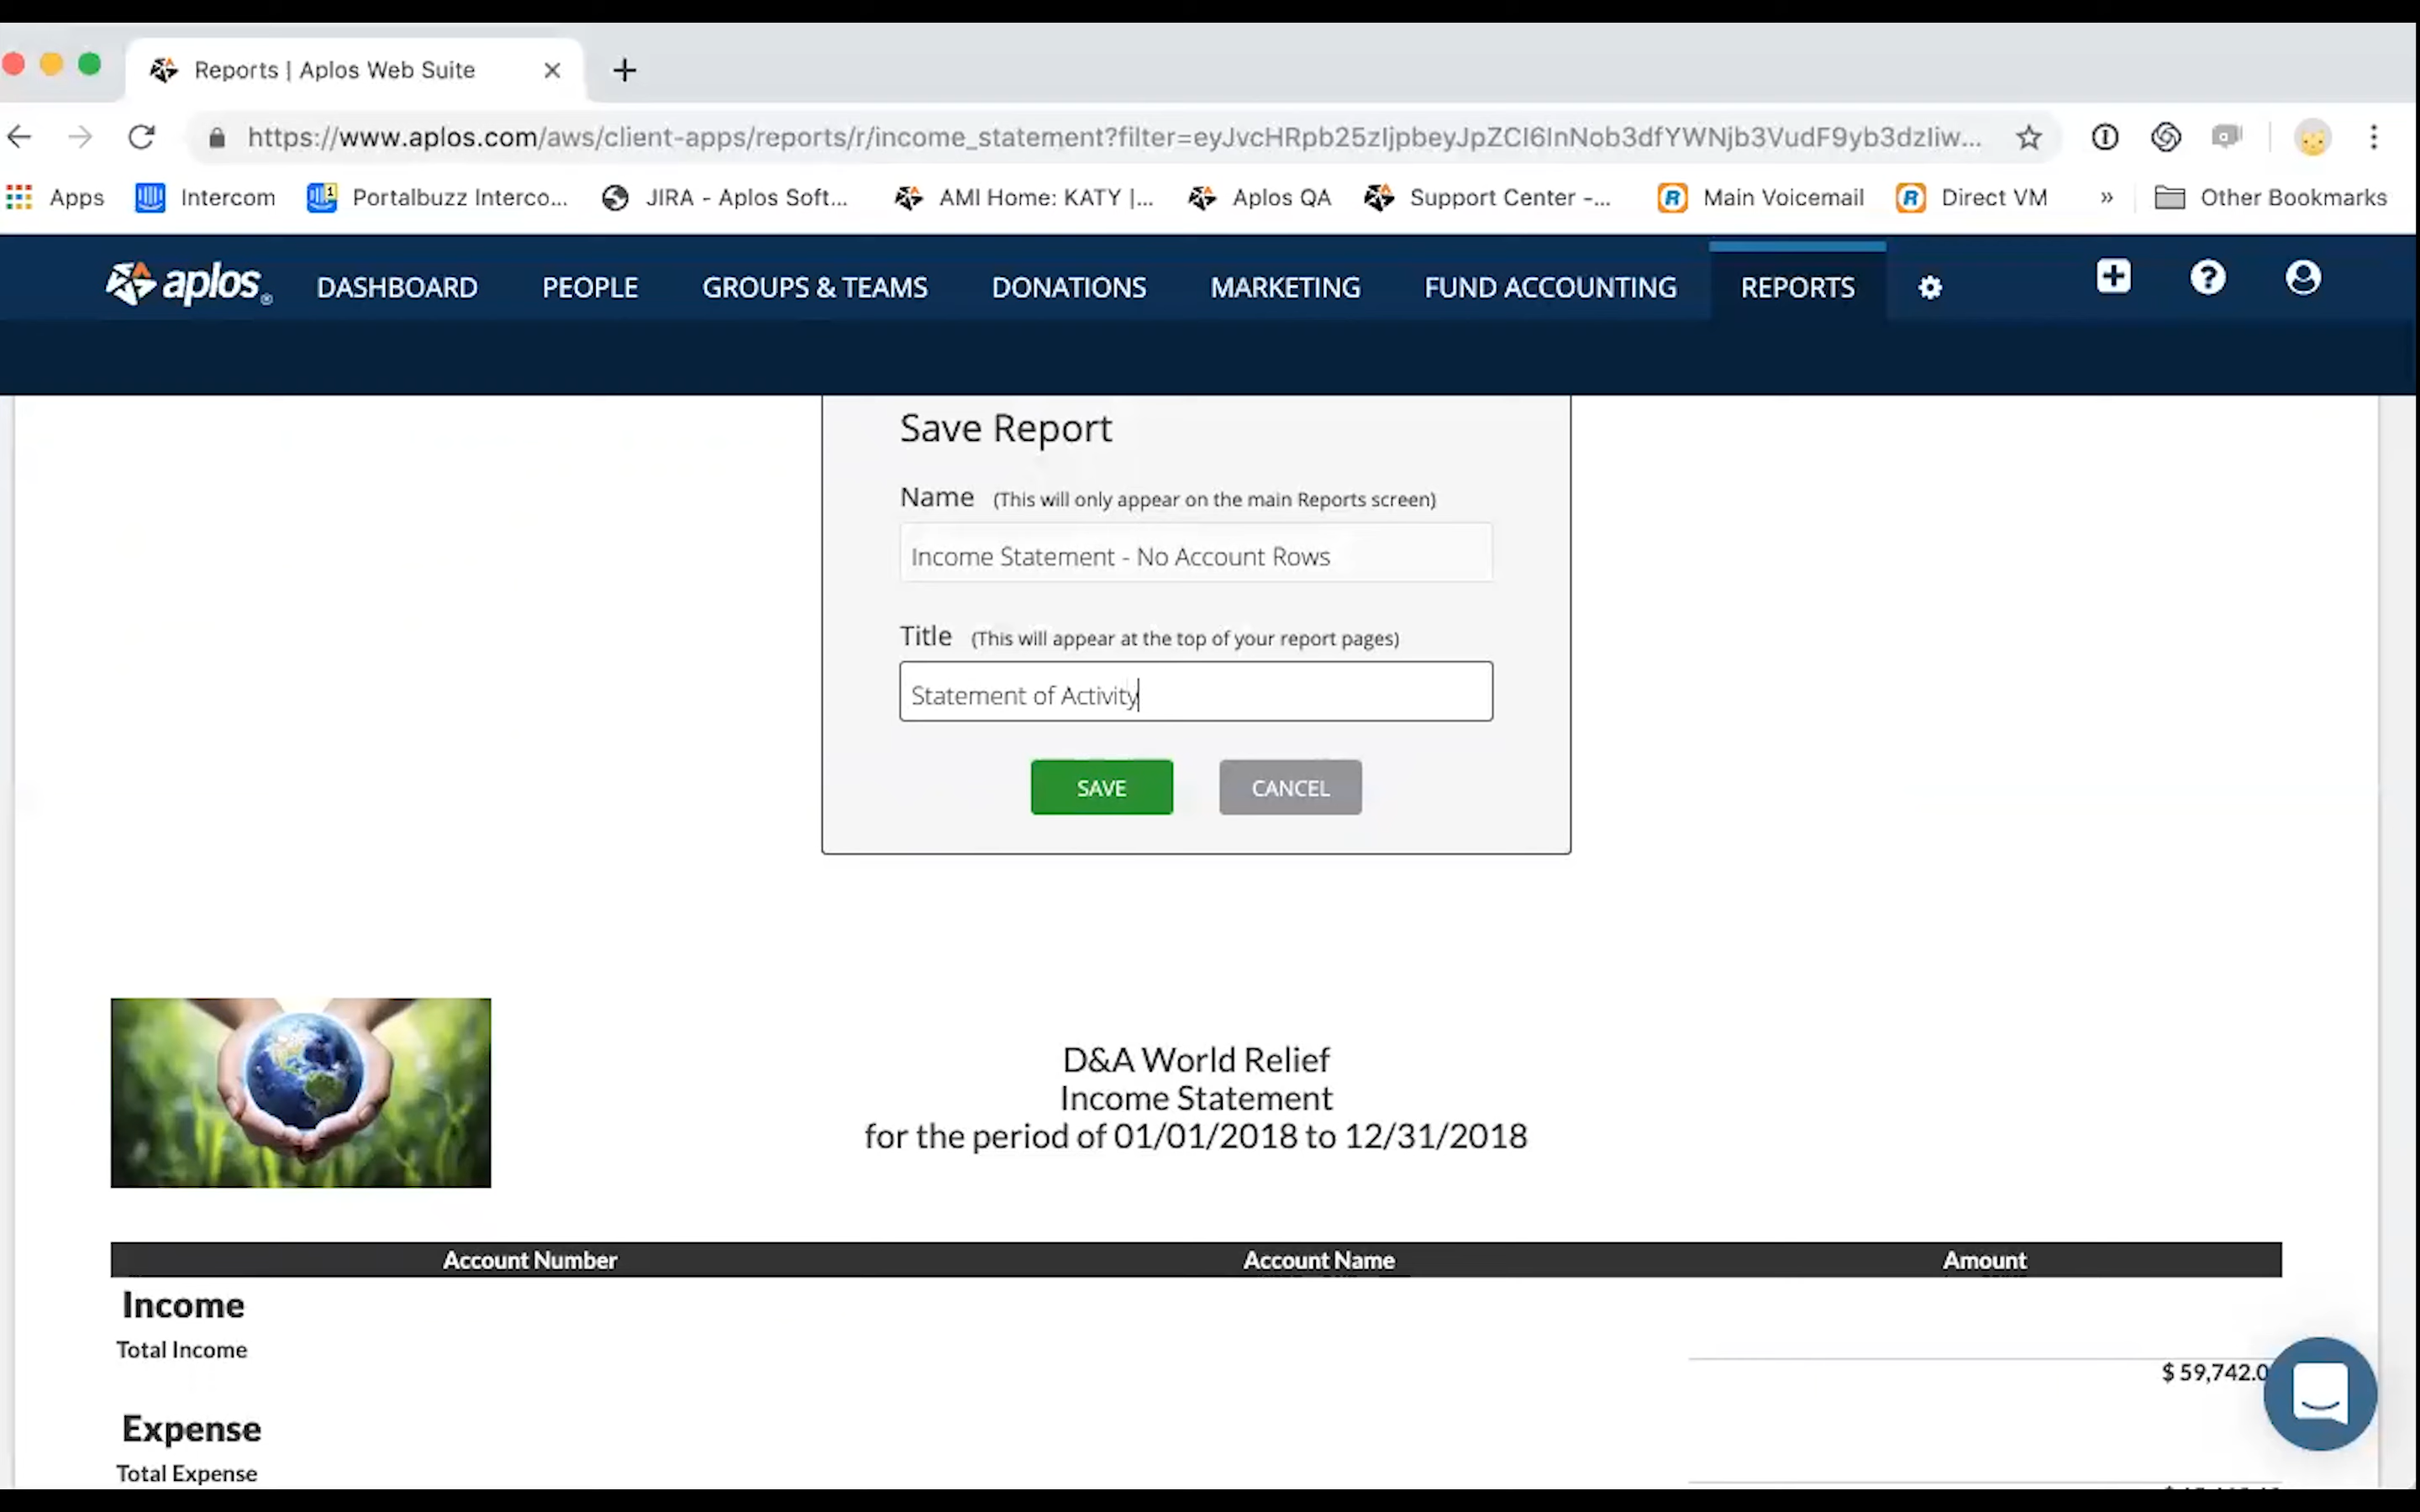 Reports | Aplos Web Suite
https://www.aplos.com/aws/client-apps/reports/r/income_statement?filter=eyJvcHRpb25zIjpbeyJpZCI6InNob3dfYWNjb3VudF9yb3dzIiw...
Apps Intercom Portalbuzz Interco... JIRA - Aplos Soft... AMI Home: KATY |... Aplos QA Support Center -... Main Voicemail Direct VM » Other Bookmarks
aplos® DASHBOARD PEOPLE GROUPS & TEAMS DONATIONS MARKETING FUND ACCOUNTING REPORTS
Save Report
Name (This will only appear on the main Reports screen)
Income Statement - No Account Rows
Title (This will appear at the top of your report pages)
Statement of Activity
SAVE CANCEL
D&A World Relief
Income Statement
for the period of 01/01/2018 to 12/31/2018
Account Number Account Name Amount
Income
Total Income
$ 59,742.0
Expense
Total Expense